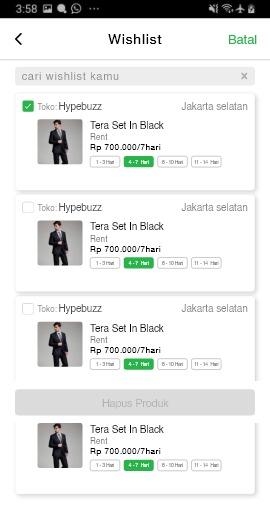 3:58
Wishlist
Batal
cari wishlist kamu
×
Toko: Hypebuzz
Jakarta selatan
Tera Set In Black
Rent
Rp 700.000/7hari
1 - 3 Hari
4 - 7 Hari
8 - 10 Hari
11 - 14 Hari
Toko: Hypebuzz
Jakarta selatan
Tera Set In Black
Rent
Rp 700.000/7hari
1 - 3 Hari
4 - 7 Hari
8 - 10 Hari
11 - 14 Hari
Toko: Hypebuzz
Jakarta selatan
Tera Set In Black
Rent
Rp 700.000/7hari
1 - 3 Hari
4 - 7 Hari
8 - 10 Hari
11 - 14 Hari
Hapus Produk
Tera Set In Black
Rent
Rp 700.000/7hari
1 - 3 Hari
4 - 7 Hari
8 - 10 Hari
11 - 14 Hari